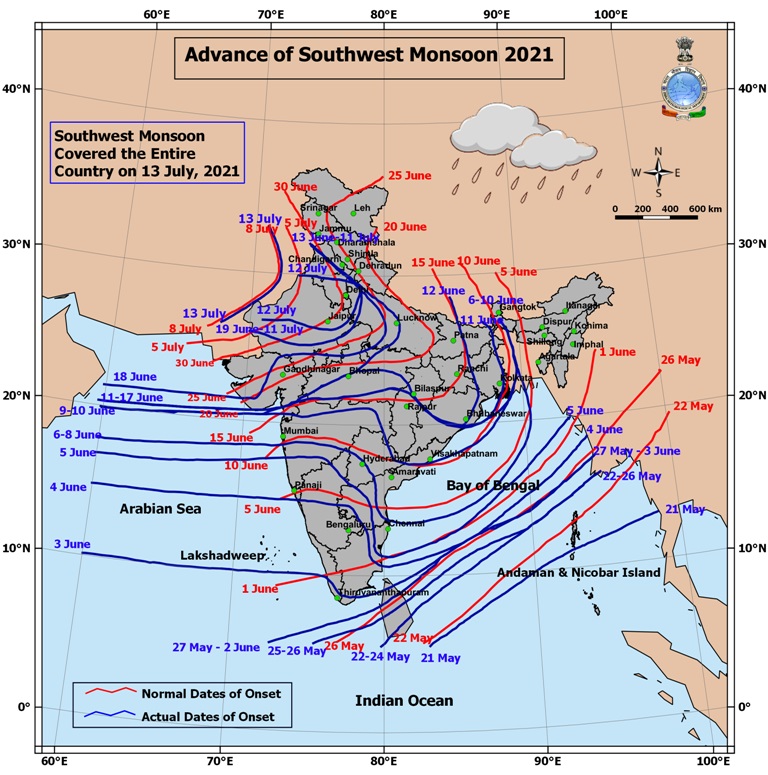 60°E 70°E 80°E 90°E 100°E
Advance of Southwest Monsoon 2021
40°N 40°N
Southwest Monsoon
Covered the Entire
Country on 13 July, 2021
N
W E
S
0 200 400 600 km
25 June
30 June
Srinagar Leh
13 July
8 July 5 July Jammu 20 June
13 June-11 July
Dharamshala
30°N 30°N
Shimla
Chandigarh Dehradun
15 June 10 June
12 July 5 June
Delhi 12 June
6-10 June
Gangtok Itanagar
13 July 12 July
Jaipur Lucknow 11 June Dispur Kohima
8 July 19 June-11 July
Patna Shillong Imphal
5 July 1 June
Agartala
30 June 26 May
Gandhinagar Bhopal Ranchi
18 June Kolkata
20°N 20°N
Bilaspur
11-17 June 25 June
Raipur 22 May
9-10 June 20 June
Bhubaneswar 5 June
Mumbai 4 June
6-8 June 15 June
5 June 27 May - 3 June
Hyderabad Visakhapatnam
10 June
Amaravati 22-26 May
4 June Panaji Bay of Bengal
Arabian Sea 5 June 21 May
Bengaluru Chennai
3 June
10°N 10°N
Lakshadweep
Andaman & Nicobar Island
1 June Thiruvananthapuram
22 May
27 May - 2 June 25-26 May 26 May
22-24 May 21 May
Normal Dates of Onset
Actual Dates of Onset
Indian Ocean
0° 0°
60°E 70°E 80°E 90°E 100°E